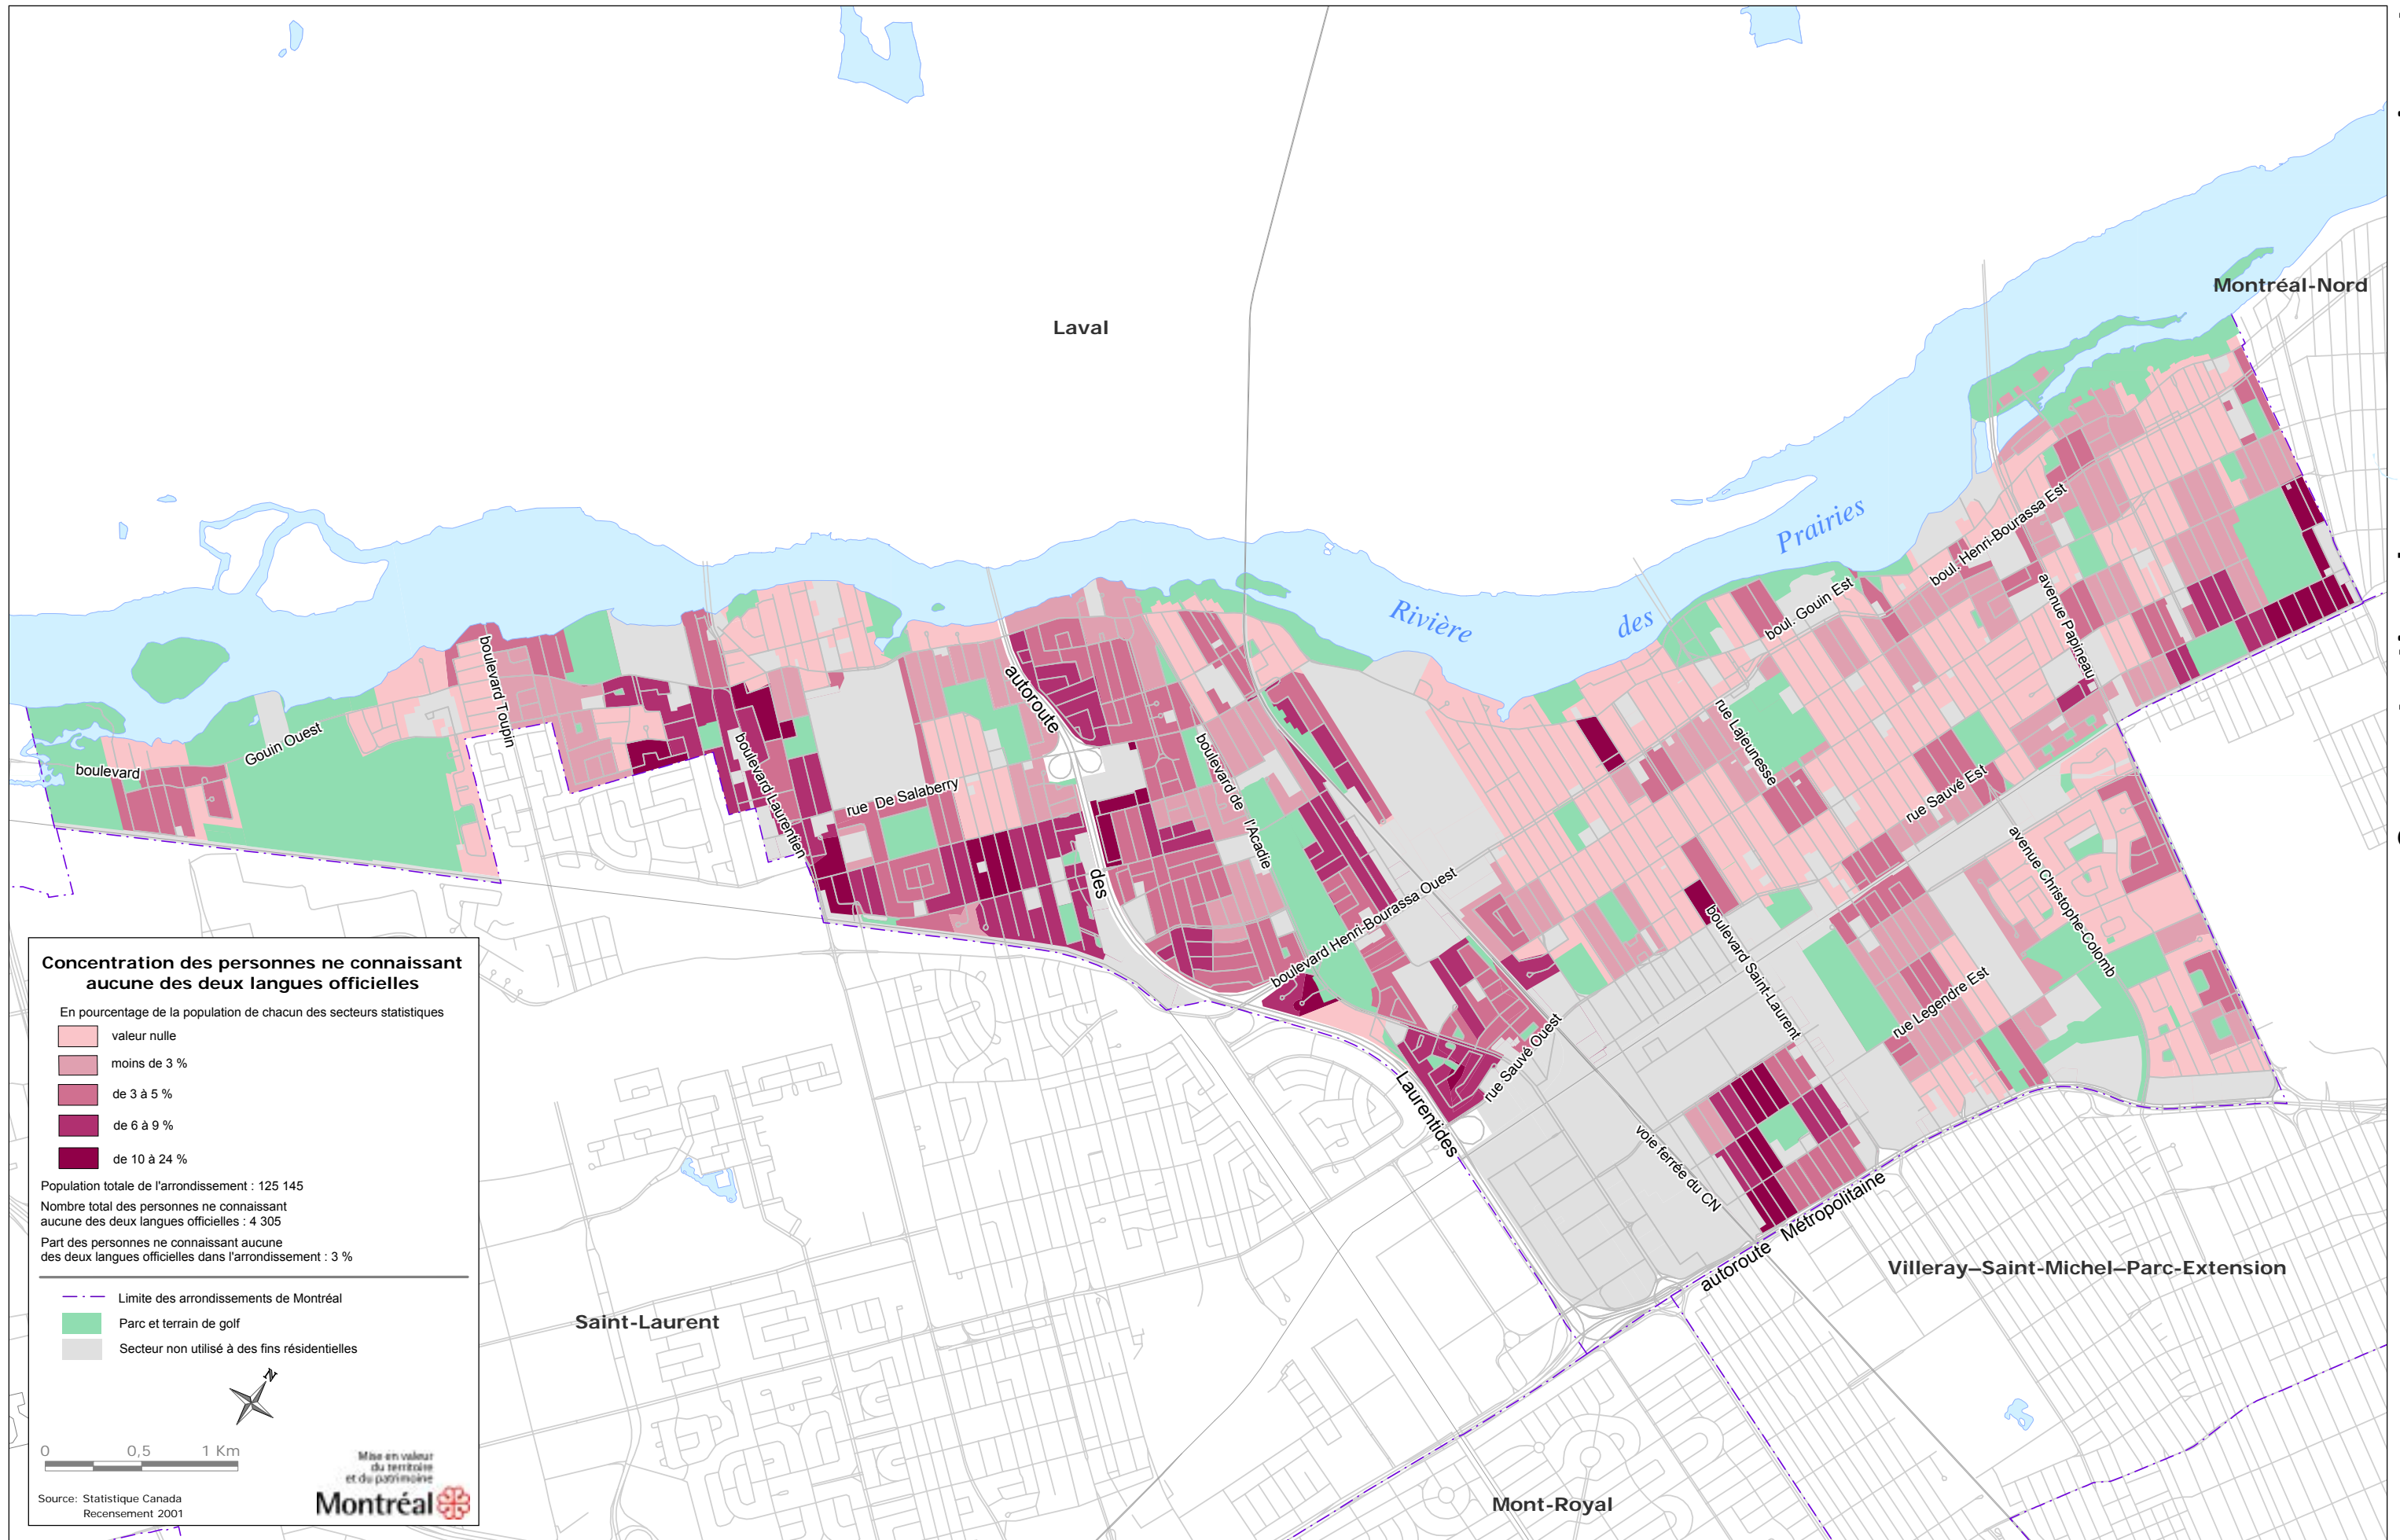 Laval
Montréal-Nord
Rivière
des
Prairies
boul. Henri-Bourassa Est
boul. Gouin Est
avenue Papineau
boulevard Toupin
Gouin Ouest
boulevard
autoroute
boulevard Laurentien
rue De Salaberry
boulevard de
l'Acadie
rue Lajeunesse
rue Sauvé Est
des
avenue Christophe-Colomb
boulevard Henri-Bourassa Ouest
boulevard Saint-Laurent
rue Legendre Est
rue Sauvé Ouest
Laurentides
voie ferrée du CN
autoroute Métropolitaine
Villeray–Saint-Michel–Parc-Extension
Saint-Laurent
Mont-Royal
Concentration des personnes ne connaissant
aucune des deux langues officielles
En pourcentage de la population de chacun des secteurs statistiques
valeur nulle
moins de 3 %
de 3 à 5 %
de 6 à 9 %
de 10 à 24 %
Population totale de l'arrondissement : 125 145
Nombre total des personnes ne connaissant
aucune des deux langues officielles : 4 305
Part des personnes ne connaissant aucune
des deux langues officielles dans l'arrondissement : 3 %
Limite des arrondissements de Montréal
Parc et terrain de golf
Secteur non utilisé à des fins résidentielles
N
0 0,5 1 Km
Mise en valeur
du territoire
et du patrimoine
Montréal
Source: Statistique Canada
Recensement 2001